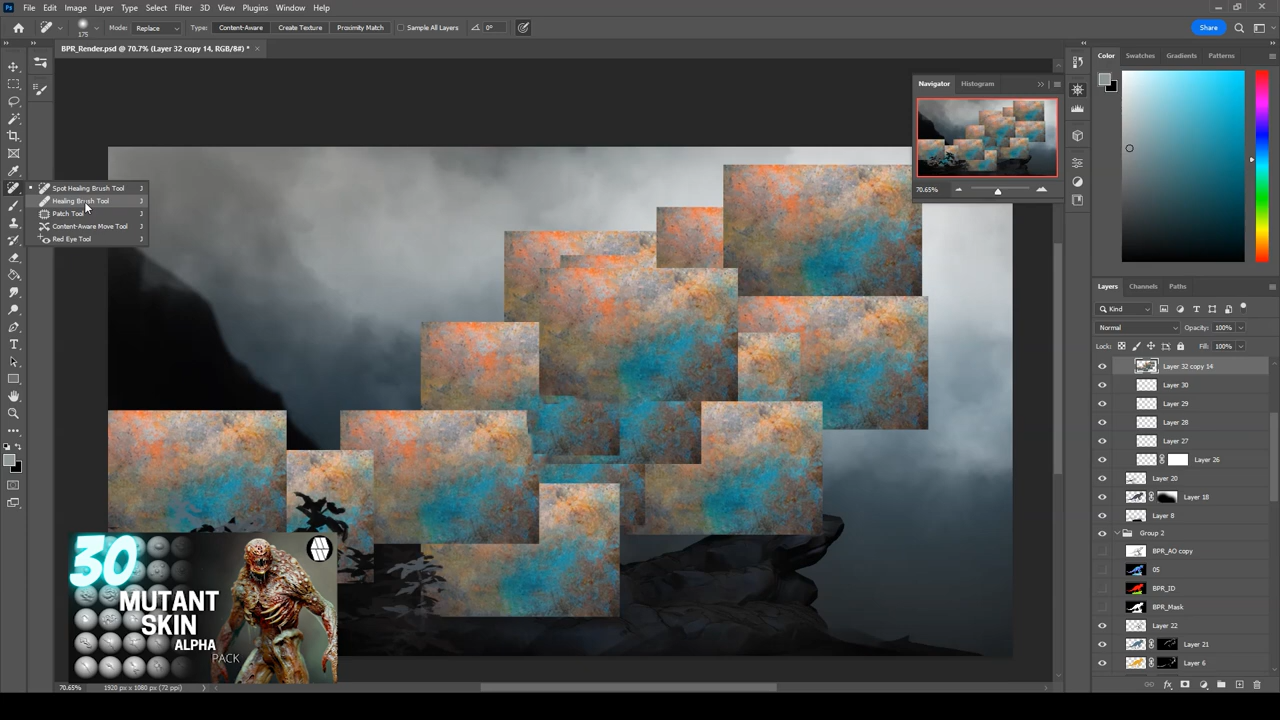 File Edit Image Layer Type Select Filter 3D View Plugins Window Help
175 Mode: Replace Type: Content-Aware Create Texture Proximity Match Sample All Layers 0° Share
BPR_Render.psd @ 70.7% (Layer 32 copy 14, RGB/8#) *
Spot Healing Brush Tool J
Healing Brush Tool J
Patch Tool J
Content-Aware Move Tool J
Red Eye Tool J
Navigator Histogram
70.65%
Color Swatches Gradients Patterns
Layers Channels Paths
Kind
Normal Opacity: 100%
Lock: Fill: 100%
Layer 32 copy 14
Layer 30
Layer 29
Layer 28
Layer 27
Layer 26
Layer 20
Layer 18
Layer 8
Group 2
BPR_AO copy
05
BPR_ID
BPR_Mask
Layer 22
Layer 21
Layer 6
30
MUTANT
SKIN
ALPHA
PACK
70.65% 1920 px x 1080 px (72 ppi)